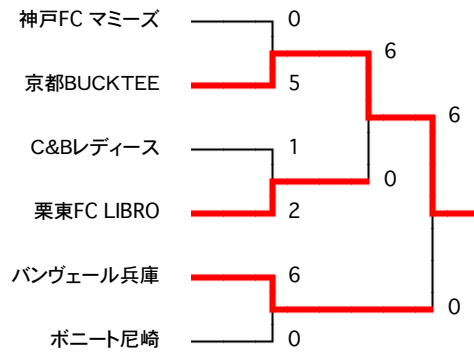 神戸FC マミーズ 0
6
京都BUCKTEE 5
6
C&Bレディース 1
0
栗東FC LIBRO 2
バンヴェール兵庫 6
0
ボニート尼崎 0